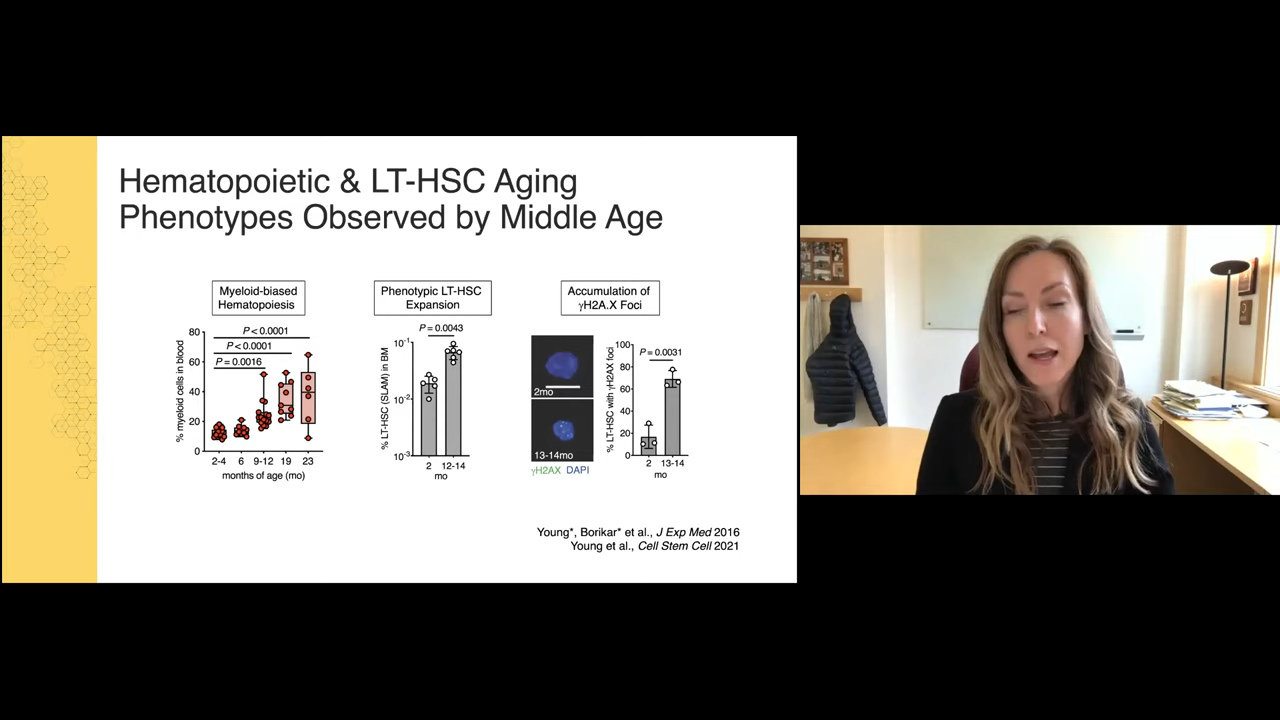 Hematopoietic & LT-HSC Aging
Phenotypes Observed by Middle Age
Myeloid-biased
Hematopoiesis
P < 0.0001
P < 0.0001
P = 0.0016
% myeloid cells in blood
80
60
40
20
0
2-4 6 9-12 19 23
months of age (mo)
Phenotypic LT-HSC
Expansion
P = 0.0043
% LT-HSC (SLAM) in BM
10-1
10-2
10-3
2 12-14
mo
Accumulation of
γH2A.X Foci
2mo
13-14mo
γH2AX DAPI
P = 0.0031
% LT-HSC with γH2AX foci
100
80
60
40
20
0
2 13-14
mo
Young*, Borikar* et al., J Exp Med 2016
Young et al., Cell Stem Cell 2021